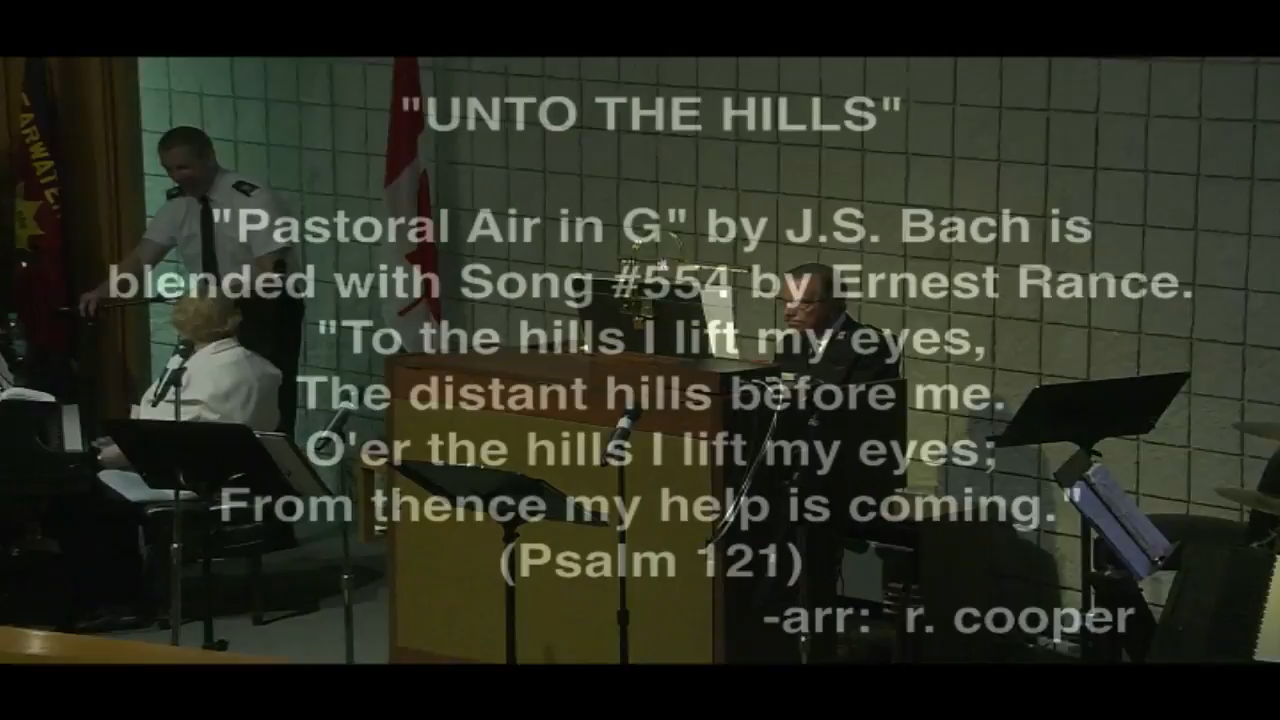 "UNTO THE HILLS"
"Pastoral Air in G" by J.S. Bach is
blended with Song #554 by Ernest Rance.
"To the hills I lift my eyes,
The distant hills before me.
O'er the hills I lift my eyes;
From thence my help is coming."
(Psalm 121)
-arr: r. cooper